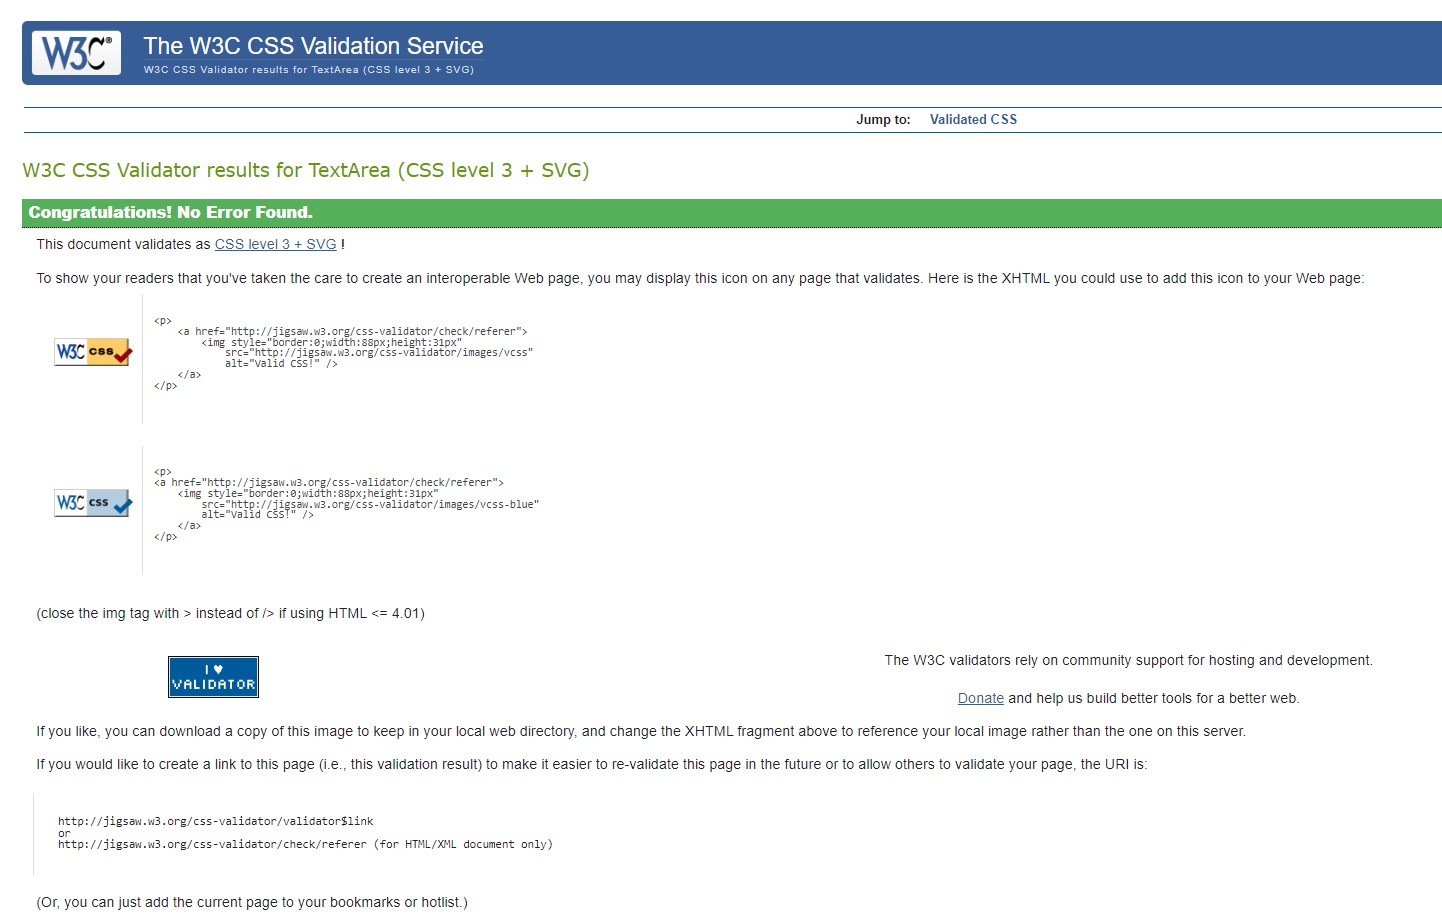 W3C®
The W3C CSS Validation Service
W3C CSS Validator results for TextArea (CSS level 3 + SVG)
Jump to: Validated CSS
W3C CSS Validator results for TextArea (CSS level 3 + SVG)
Congratulations! No Error Found.
This document validates as CSS level 3 + SVG !
To show your readers that you've taken the care to create an interoperable Web page, you may display this icon on any page that validates. Here is the XHTML you could use to add this icon to your Web page:
W3C css
<p>
<a href="http://jigsaw.w3.org/css-validator/check/referer">
<img style="border:0;width:88px;height:31px"
src="http://jigsaw.w3.org/css-validator/images/vcss"
alt="Valid CSS!" />
</a>
</p>
W3C css
<p>
<a href="http://jigsaw.w3.org/css-validator/check/referer">
<img style="border:0;width:88px;height:31px"
src="http://jigsaw.w3.org/css-validator/images/vcss-blue"
alt="Valid CSS!" />
</a>
</p>
(close the img tag with > instead of /> if using HTML <= 4.01)
I ♥
VALIDATOR
The W3C validators rely on community support for hosting and development.
Donate and help us build better tools for a better web.
If you like, you can download a copy of this image to keep in your local web directory, and change the XHTML fragment above to reference your local image rather than the one on this server.
If you would like to create a link to this page (i.e., this validation result) to make it easier to re-validate this page in the future or to allow others to validate your page, the URI is:
http://jigsaw.w3.org/css-validator/validator$link
or
http://jigsaw.w3.org/css-validator/check/referer (for HTML/XML document only)
(Or, you can just add the current page to your bookmarks or hotlist.)